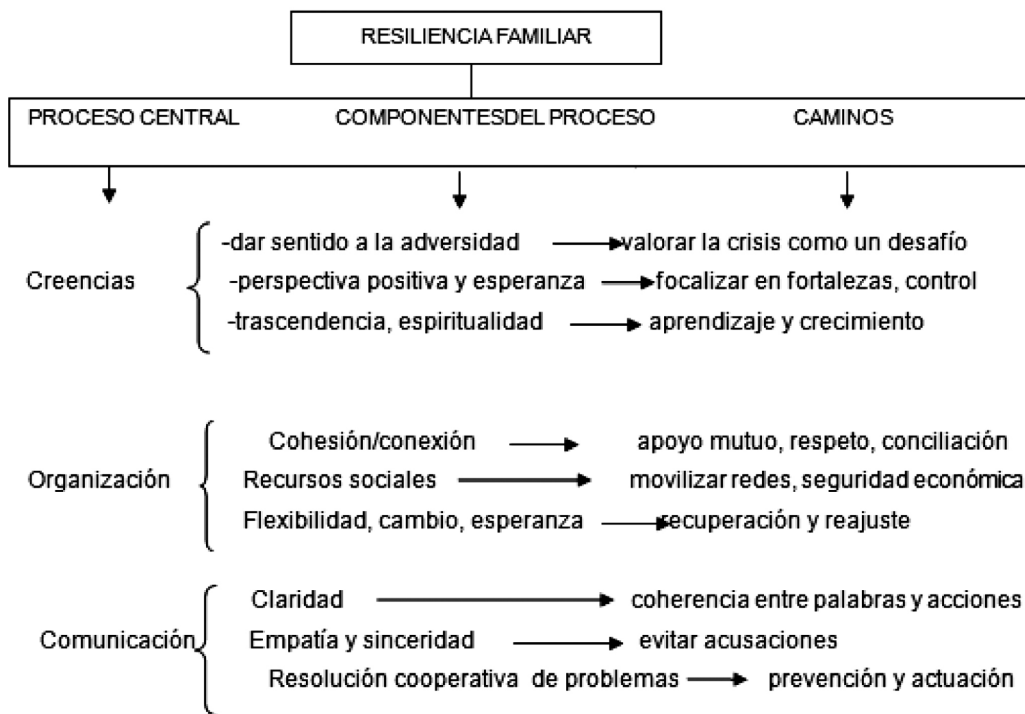 RESILIENCIA FAMILIAR
PROCESO CENTRAL COMPONENTESDEL PROCESO CAMINOS
-dar sentido a la adversidad valorar la crisis como un desafío
Creencias -perspectiva positiva y esperanza focalizar en fortalezas, control
-trascendencia, espiritualidad aprendizaje y crecimiento
Cohesión/conexión apoyo mutuo, respeto, conciliación
Organización Recursos sociales movilizar redes, seguridad económica
Flexibilidad, cambio, esperanza recuperación y reajuste
Claridad coherencia entre palabras y acciones
Comunicación Empatía y sinceridad evitar acusaciones
Resolución cooperativa de problemas prevención y actuación